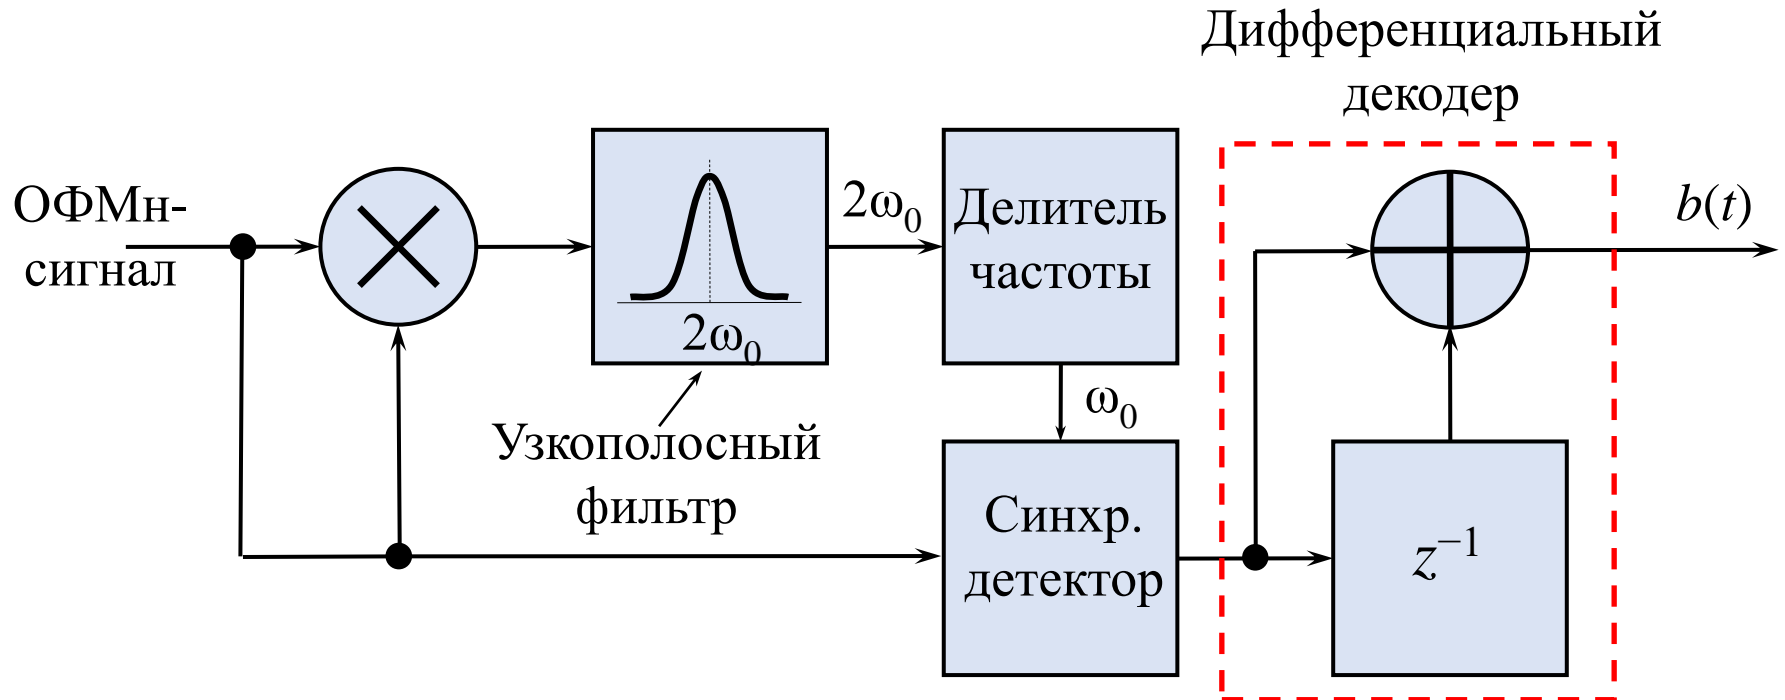 Дифференциальный
декодер
ОФМн-
сигнал
2ω₀
2ω₀
Делитель
частоты
b(t)
ω₀
Узкополосный
фильтр
Синхр.
детектор
z⁻¹